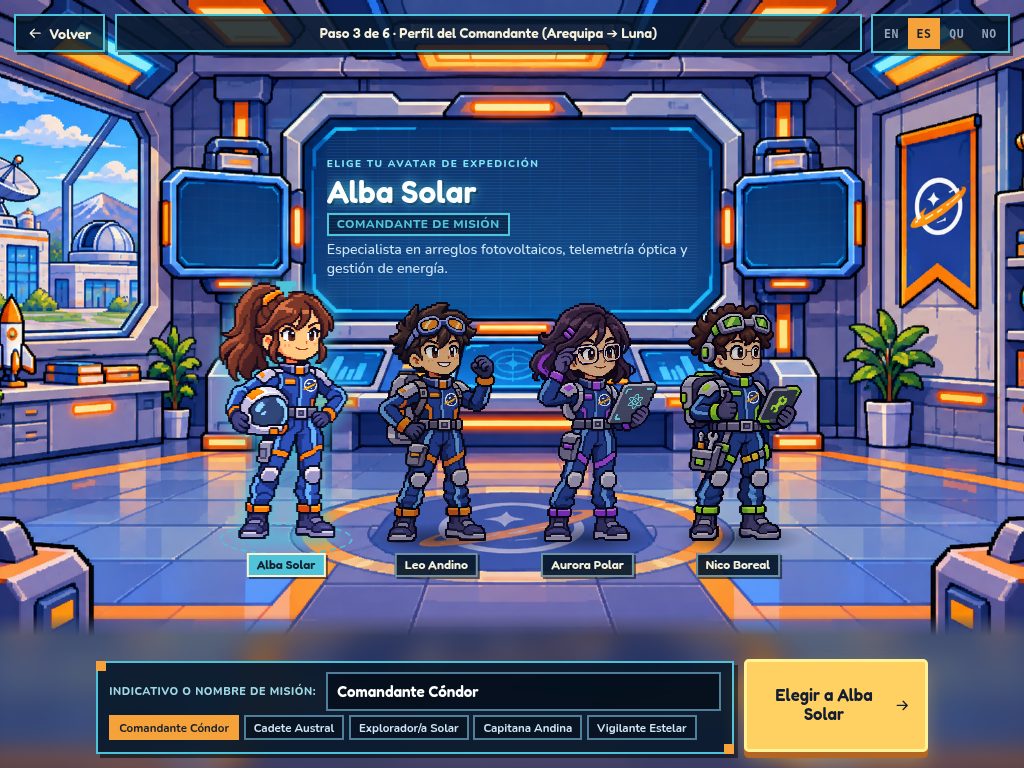 ← Volver
Paso 3 de 6 · Perfil del Comandante (Arequipa → Luna)
EN ES QU NO
ELIGE TU AVATAR DE EXPEDICIÓN
Alba Solar
COMANDANTE DE MISIÓN
Especialista en arreglos fotovoltaicos, telemetría óptica y
gestión de energía.
Alba Solar
Leo Andino
Aurora Polar
Nico Boreal
INDICATIVO O NOMBRE DE MISIÓN:
Comandante Cóndor
Comandante Cóndor
Cadete Austral
Explorador/a Solar
Capitana Andina
Vigilante Estelar
Elegir a Alba
Solar →